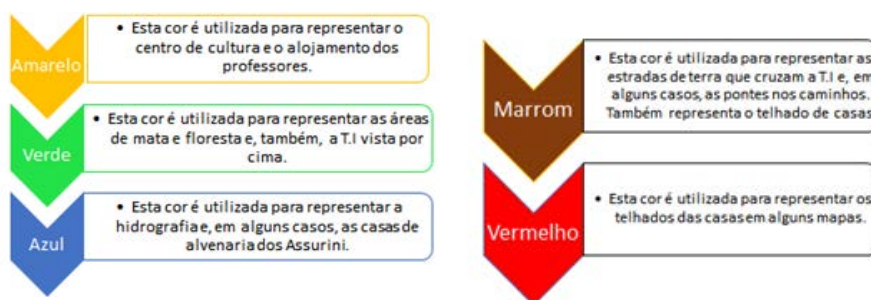 Amarelo
• Esta cor é utilizada para representar o
centro de cultura e o alojamento dos
professores.
Verde
• Esta cor é utilizada para representar as áreas
de mata e floresta e, também, a T.I vista por
cima.
Azul
• Esta cor é utilizada para representar a
hidrografia e, em alguns casos, as casas de
alvenaria dos Assurini.
Marrom
• Esta cor é utilizada para representar as
estradas de terra que cruzam a T.I e, em
alguns casos, as pontes nos caminhos.
Também representa o telhado de casas
Vermelho
• Esta cor é utilizada para representar os
telhados das casas em alguns mapas.